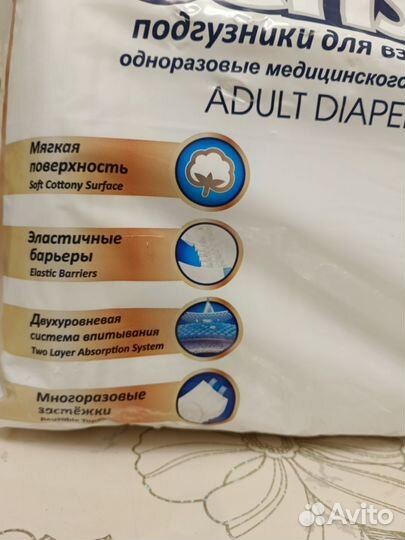 подгузники для вз
одноразовые медицинского
ADULT DIAPE
Мягкая
поверхность
Soft Cottony Surface
Эластичные
барьеры
Elastic Barriers
Двухуровневая
система впитывания
Two Layer Absorption System
Многоразовые
застёжки
Avito